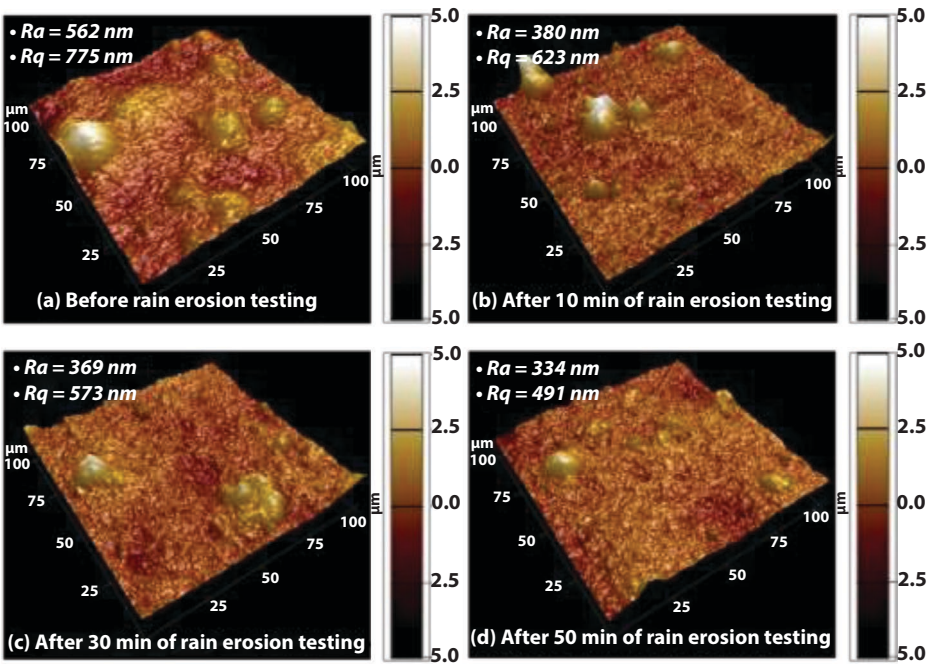 • Ra = 562 nm
• Rq = 775 nm
µm
100
75
50
25
25
50
75
100
(a) Before rain erosion testing
5.0
2.5
0.0
2.5
5.0
µm
• Ra = 380 nm
• Rq = 623 nm
µm
100
75
50
25
25
50
75
100
(b) After 10 min of rain erosion testing
5.0
2.5
0.0
2.5
5.0
µm
• Ra = 369 nm
• Rq = 573 nm
µm
100
75
50
25
25
50
75
100
(c) After 30 min of rain erosion testing
5.0
2.5
0.0
2.5
5.0
µm
• Ra = 334 nm
• Rq = 491 nm
µm
100
75
50
25
25
50
75
100
(d) After 50 min of rain erosion testing
5.0
2.5
0.0
2.5
5.0
µm